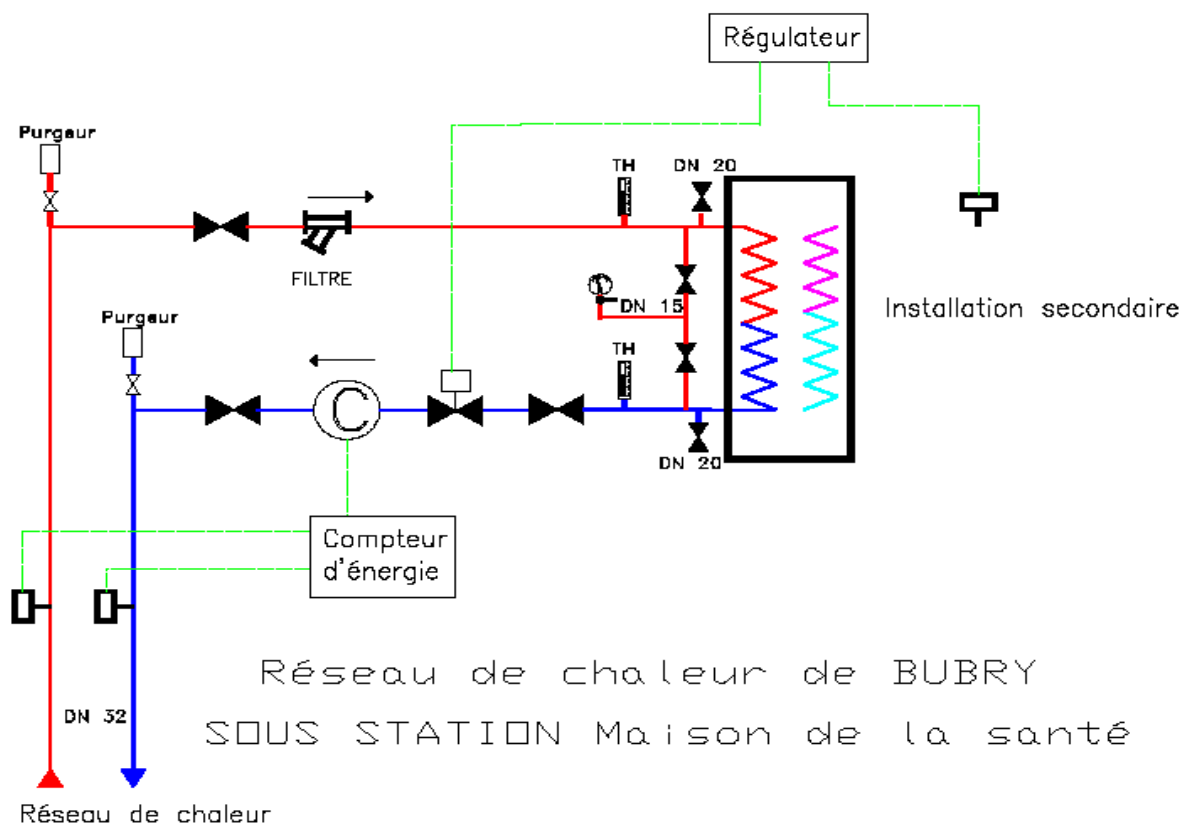 Régulateur
Purgeur
TH
DN 20
FILTRE
DN 15
Installation secondaire
Purgeur
TH
C
DN 20
Compteur
d'énergie
Réseau de chaleur de BUBRY
DN 32
SOUS STATION Maison de la santé
Réseau de chaleur